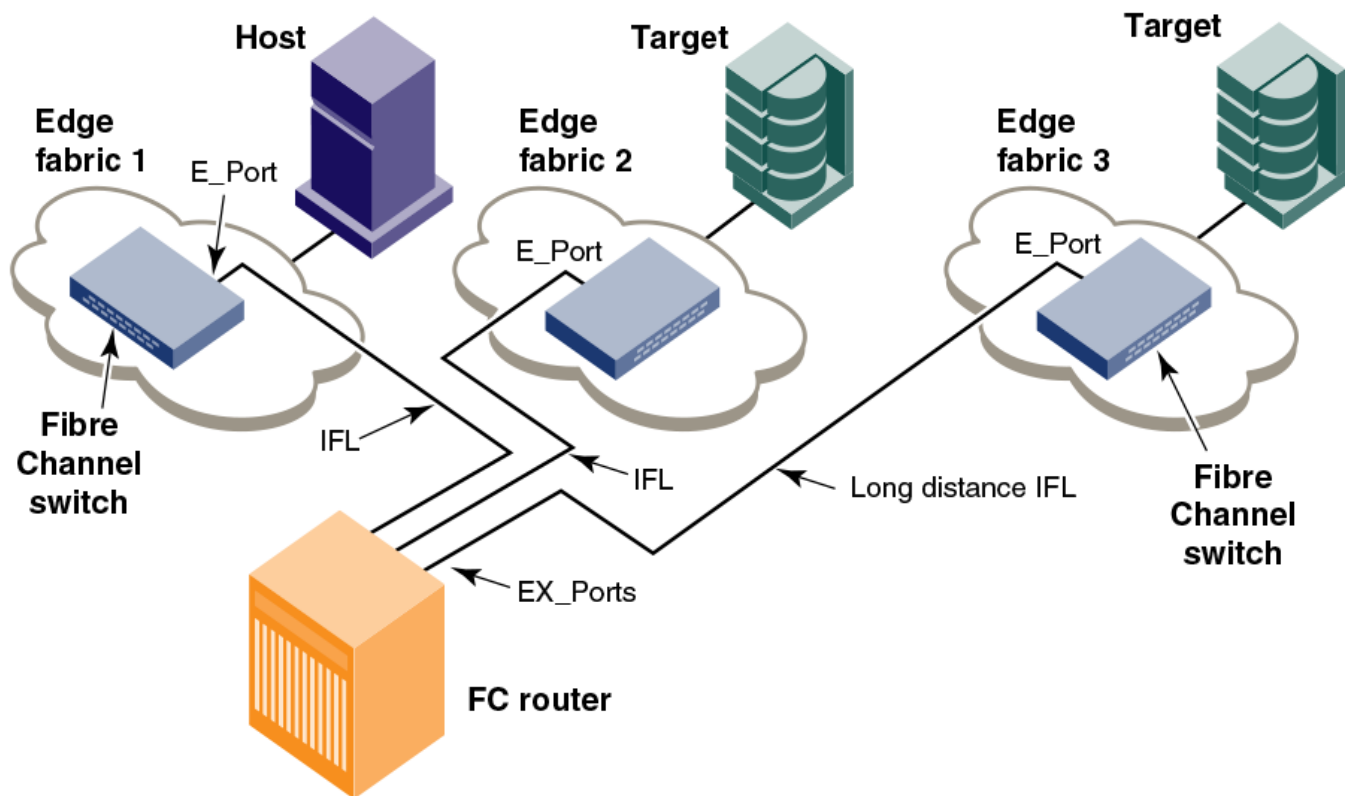 Host
Target
Target
Edge
fabric 1
Edge
fabric 2
Edge
fabric 3
E_Port
E_Port
E_Port
Fibre
Channel
switch
IFL
IFL
Long distance IFL
Fibre
Channel
switch
EX_Ports
FC router